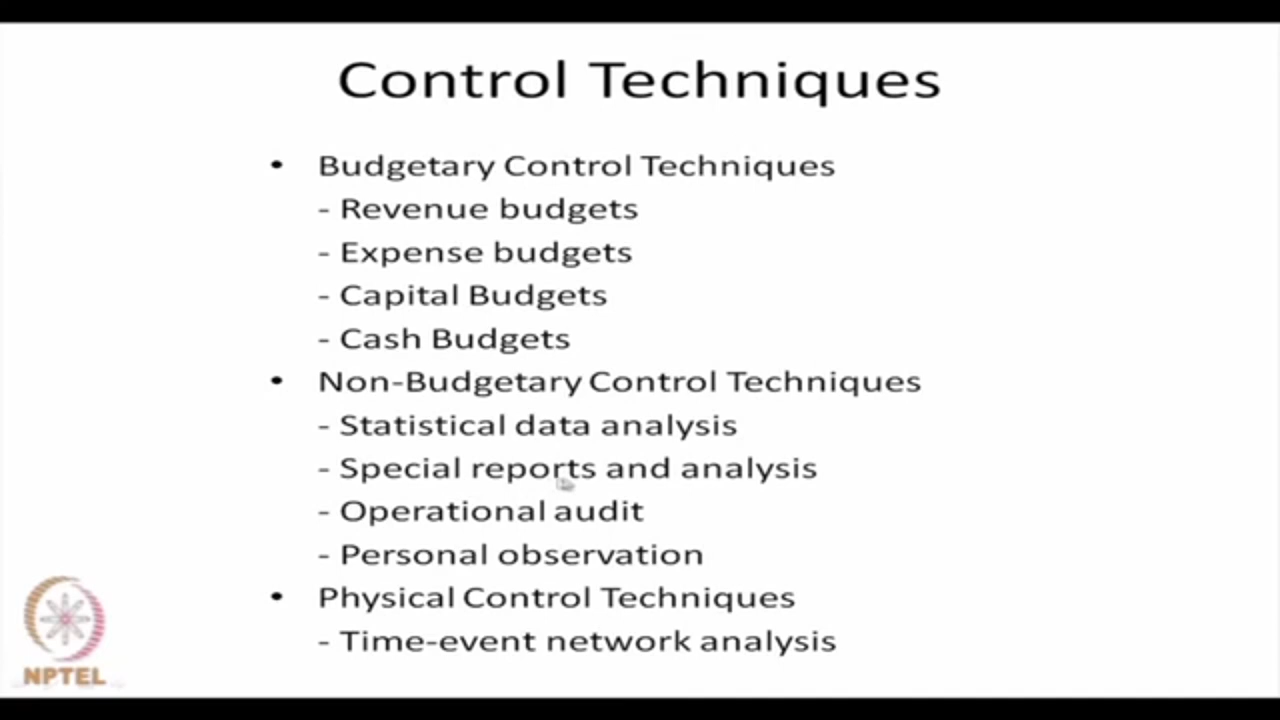 Control Techniques
• Budgetary Control Techniques
- Revenue budgets
- Expense budgets
- Capital Budgets
- Cash Budgets
• Non-Budgetary Control Techniques
- Statistical data analysis
- Special reports and analysis
- Operational audit
- Personal observation
• Physical Control Techniques
- Time-event network analysis
NPTEL